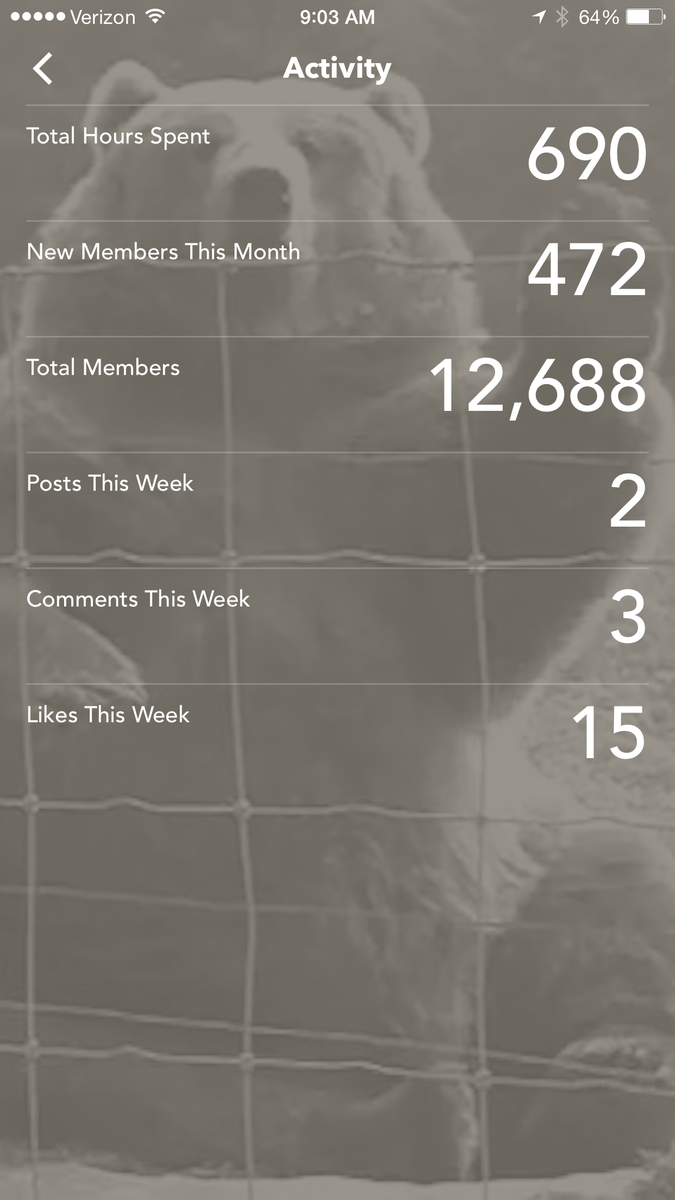 Verizon 9:03 AM 64%
Activity
Total Hours Spent 690
New Members This Month 472
Total Members 12,688
Posts This Week 2
Comments This Week 3
Likes This Week 15